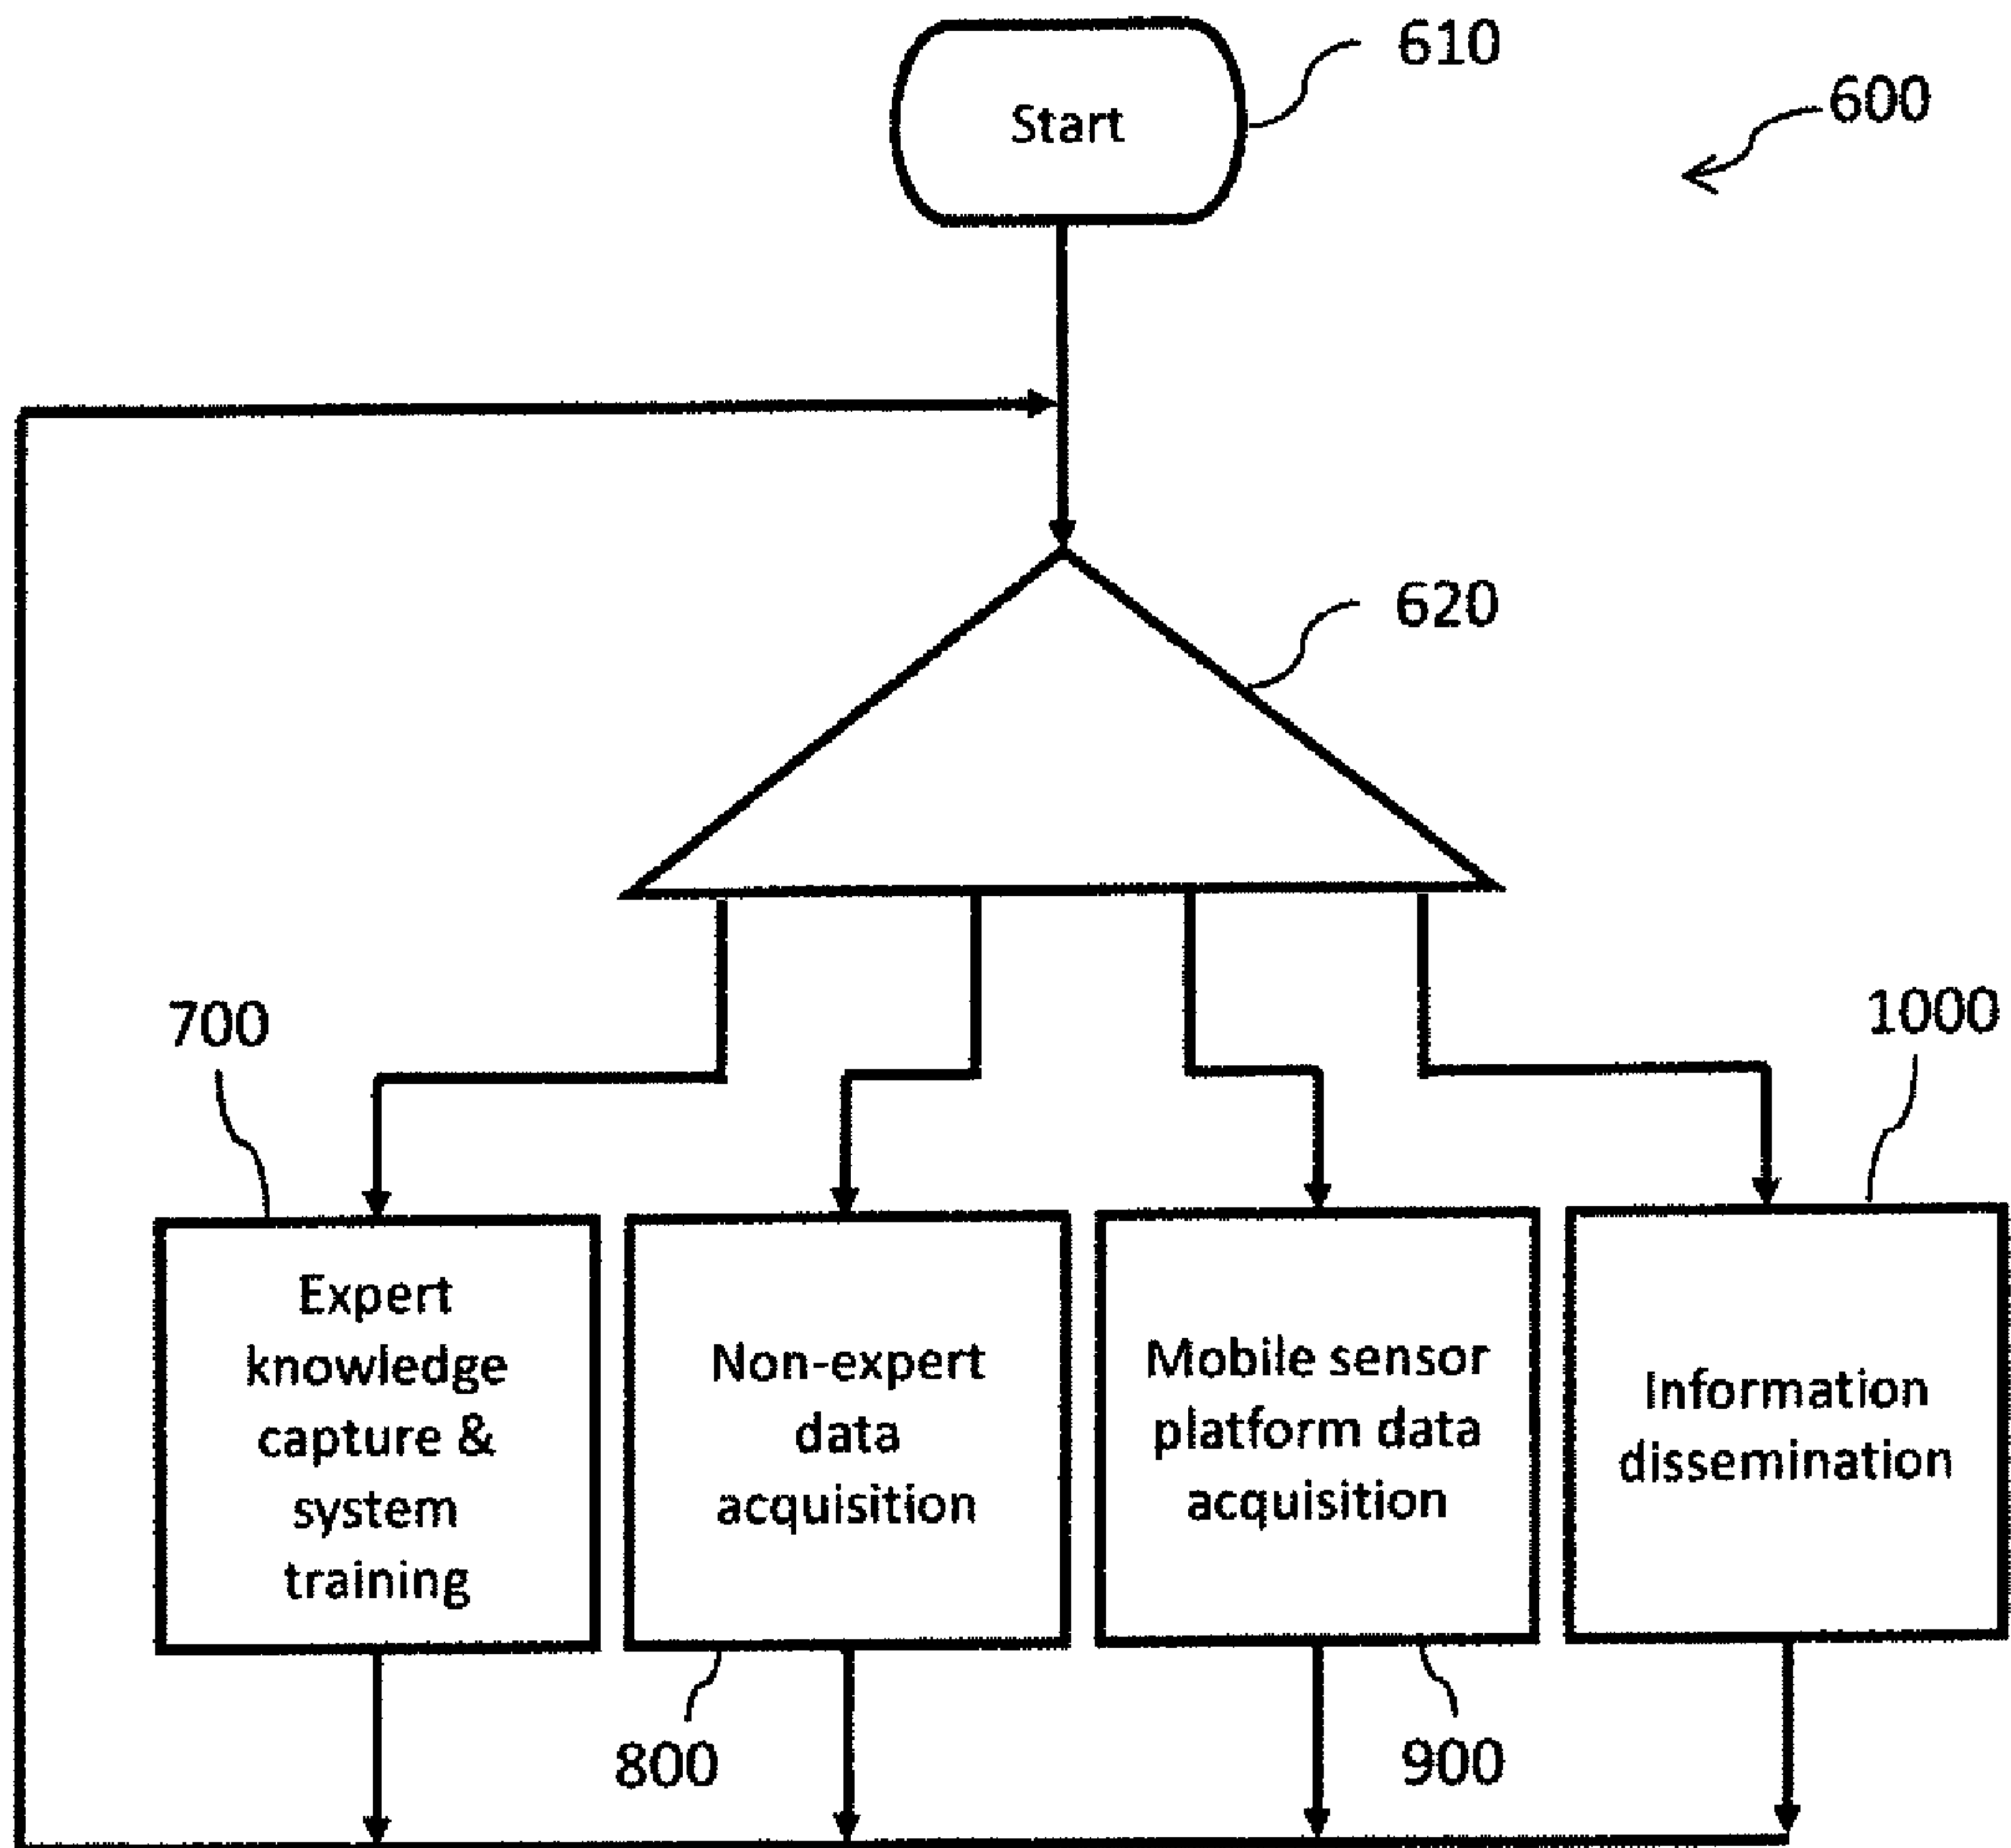 610
Start
600
620
700
1000
Expert
knowledge
capture &
system
training
Non-expert
data
acquisition
Mobile sensor
platform data
acquisition
Information
dissemination
800
900